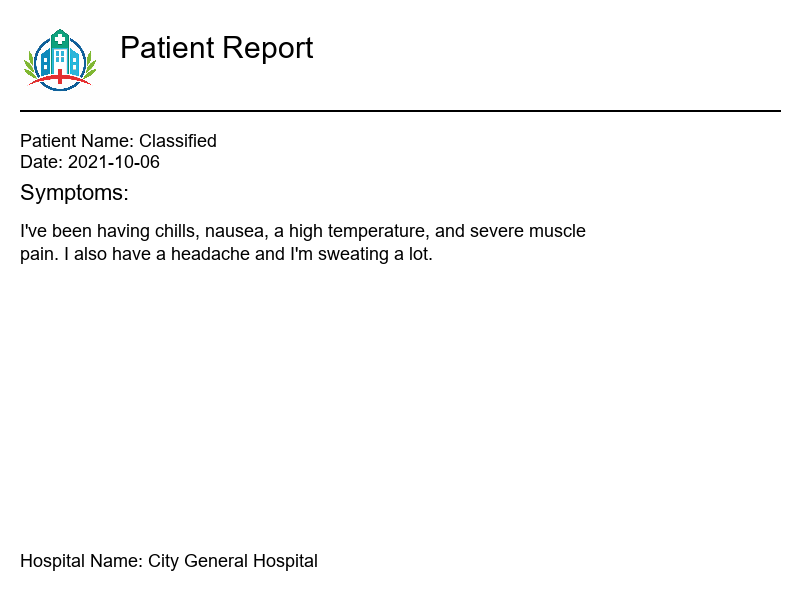 Patient Report
Patient Name: Classified
Date: 2021-10-06
Symptoms:
I've been having chills, nausea, a high temperature, and severe muscle
pain. I also have a headache and I'm sweating a lot.
Hospital Name: City General Hospital